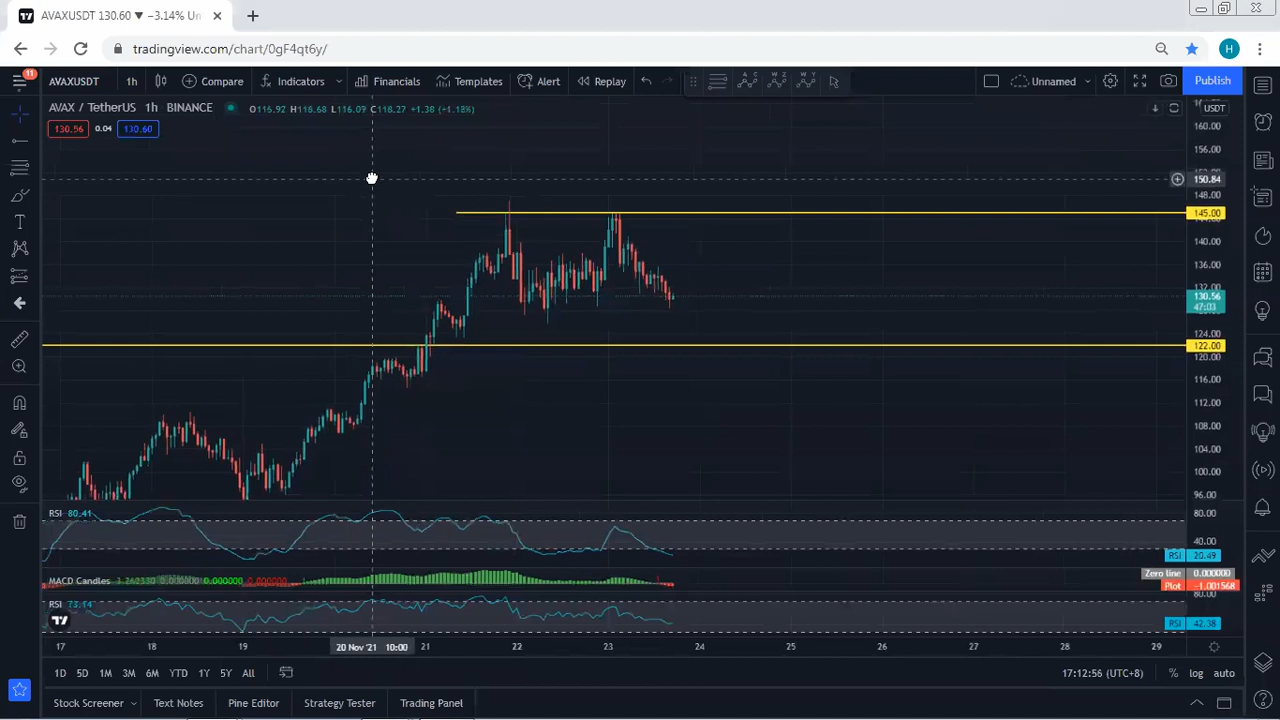 AVAXUSDT 130.60 ▼ −3.14% Un
tradingview.com/chart/0gF4qt6y/
H
11
AVAXUSDT 1h Compare Indicators Financials Templates Alert Replay Unnamed Publish
AVAX / TetherUS 1h BINANCE O116.92 H118.68 L116.09 C118.27 +1.38 (+1.18%)
USDT
130.56 0.04 130.60
160.00
156.00
150.84
148.00
145.00
140.00
136.00
132.00
130.56
47:03
124.00
122.00
120.00
116.00
112.00
108.00
104.00
100.00
96.00
RSI 80.41
80.00
40.00
RSI 20.49
MACD Candles 1.262330 0.000000 0.000000 0.000000
Zero line 0.000000
Plot −1.001568
80.00
RSI 73.14
RSI 42.38
17 18 19 20 Nov '21 10:00 21 22 23 24 25 26 27 28 29
1D 5D 1M 3M 6M YTD 1Y 5Y All 17:12:56 (UTC+8) % log auto
Stock Screener Text Notes Pine Editor Strategy Tester Trading Panel